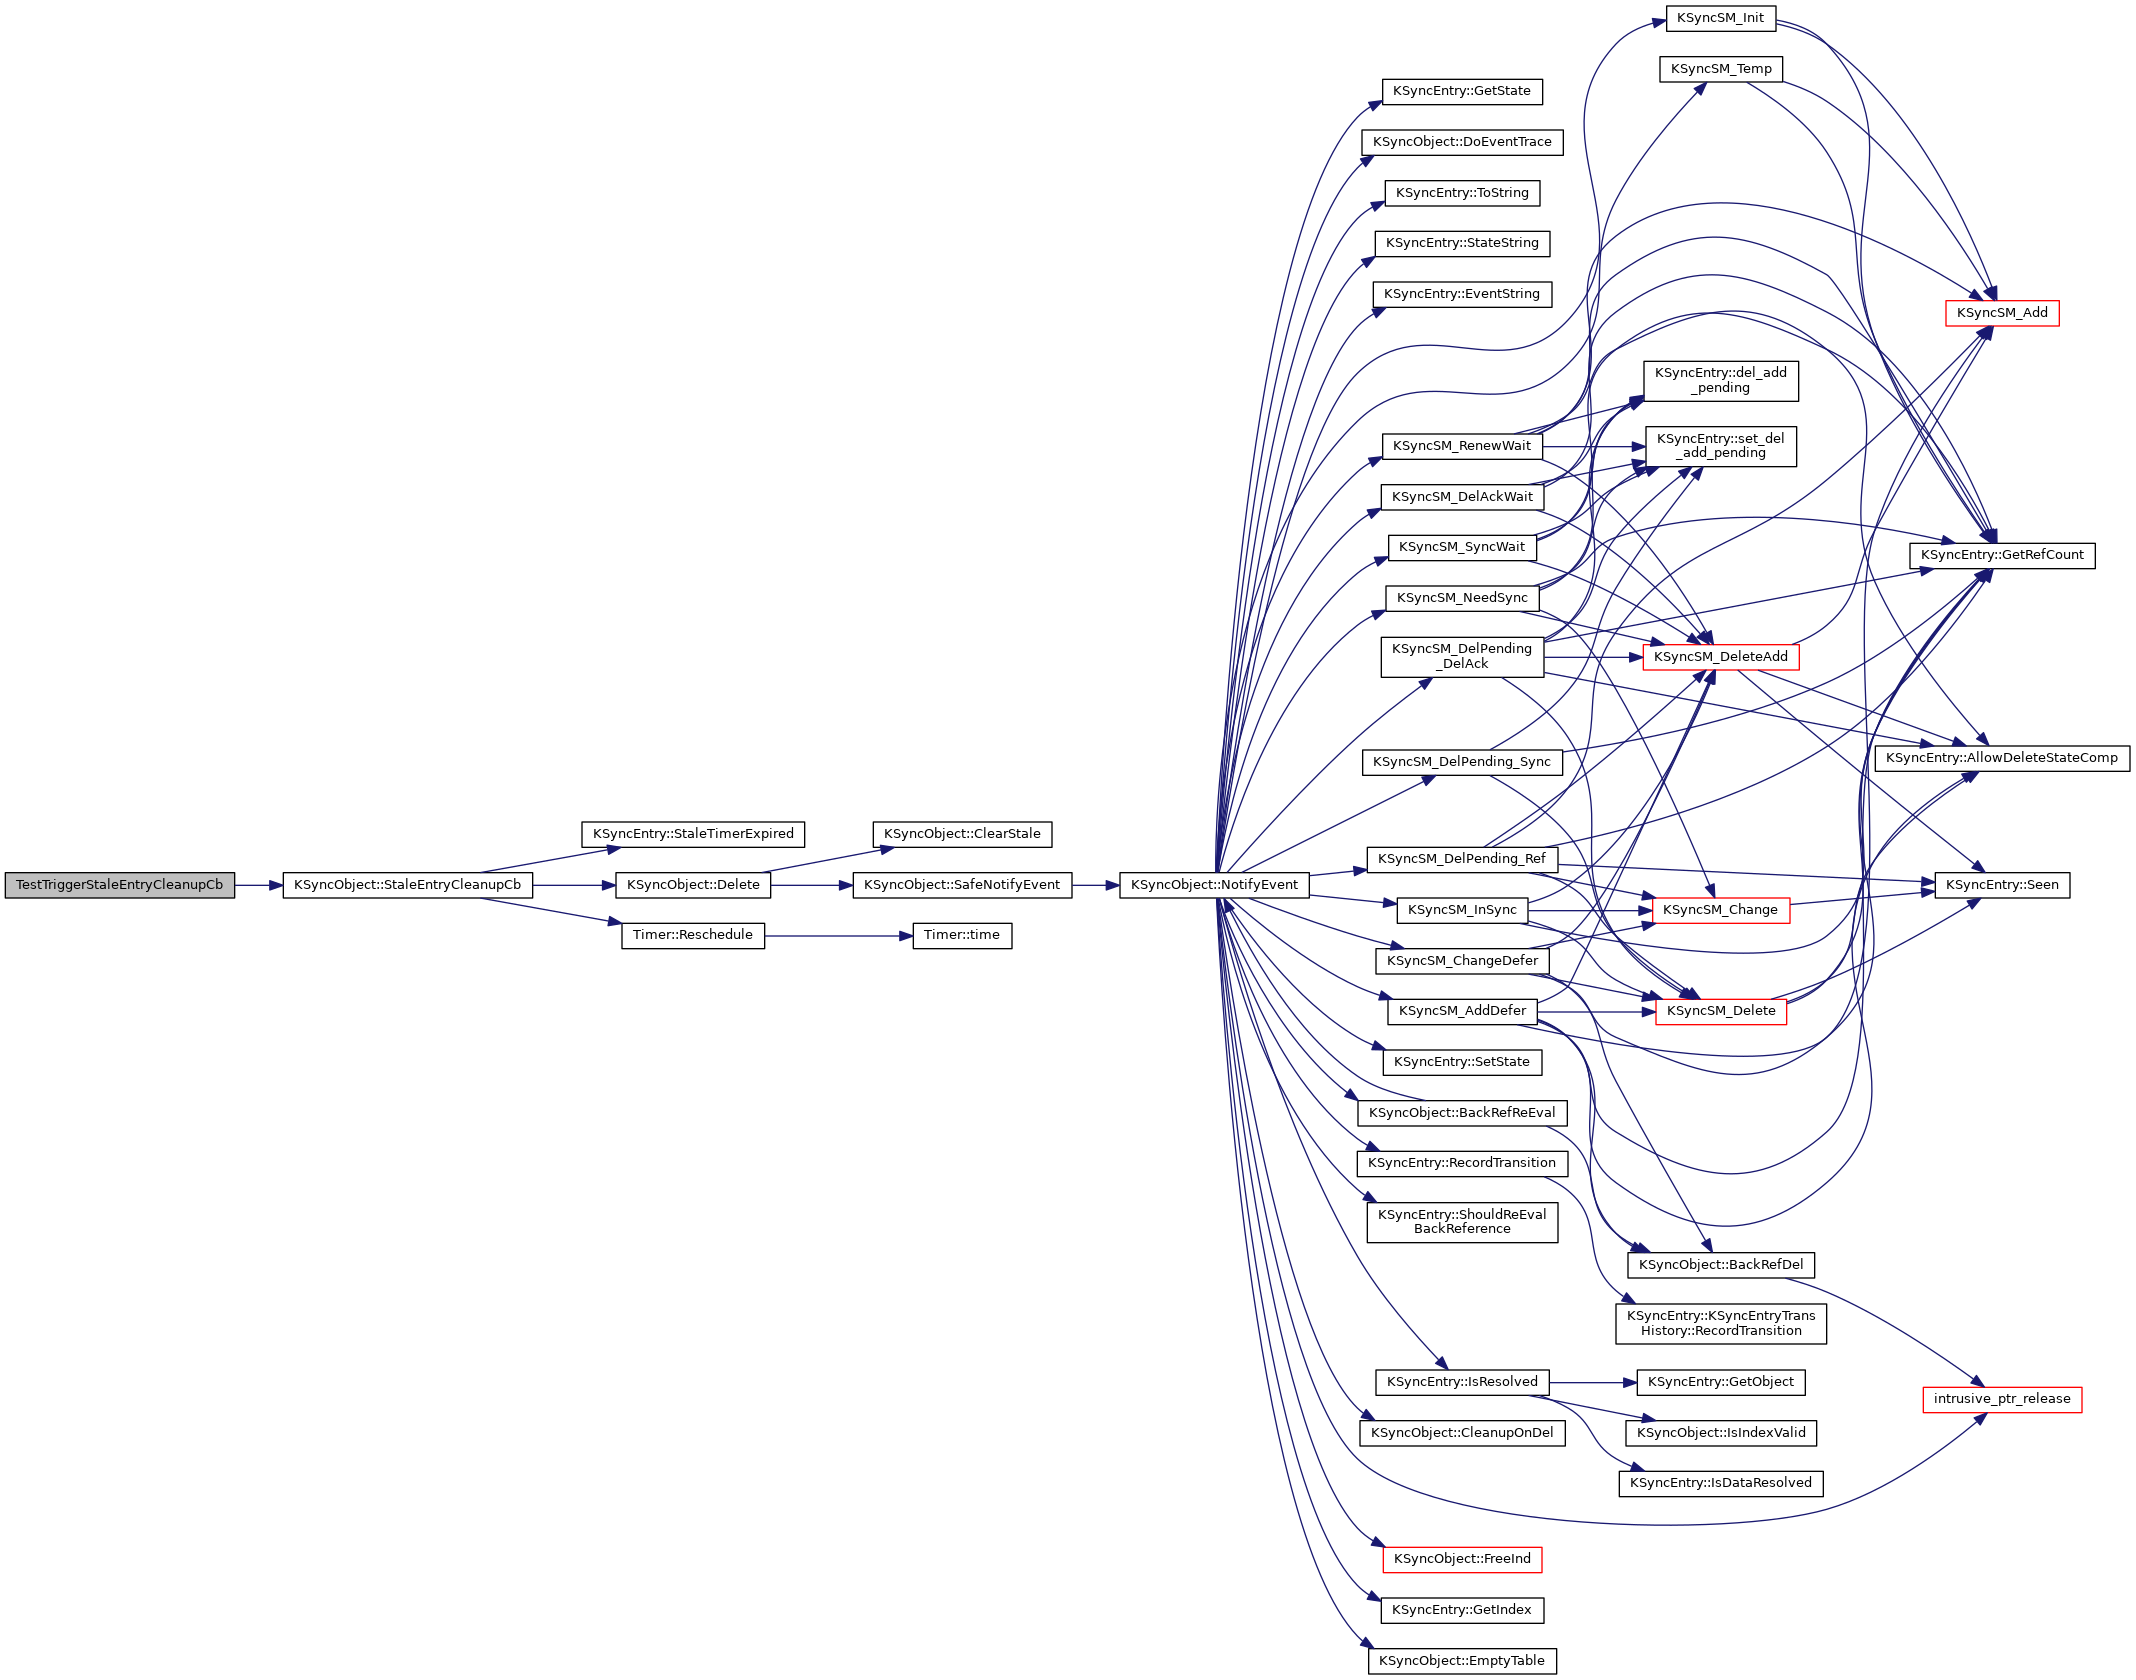 TestTriggerStaleEntryCleanupCb
KSyncObject::StaleEntryCleanupCb
KSyncEntry::StaleTimerExpired
KSyncObject::Delete
Timer::Reschedule
KSyncObject::ClearStale
KSyncObject::SafeNotifyEvent
Timer::time
KSyncObject::NotifyEvent
KSyncEntry::GetState
KSyncObject::DoEventTrace
KSyncEntry::ToString
KSyncEntry::StateString
KSyncEntry::EventString
KSyncSM_RenewWait
KSyncSM_DelAckWait
KSyncSM_SyncWait
KSyncSM_NeedSync
KSyncSM_DelPending
_DelAck
KSyncSM_DelPending_Sync
KSyncSM_DelPending_Ref
KSyncSM_InSync
KSyncSM_ChangeDefer
KSyncSM_AddDefer
KSyncEntry::SetState
KSyncObject::BackRefReEval
KSyncEntry::RecordTransition
KSyncEntry::ShouldReEval
BackReference
KSyncEntry::IsResolved
KSyncObject::CleanupOnDel
KSyncObject::FreeInd
KSyncEntry::GetIndex
KSyncObject::EmptyTable
KSyncSM_Init
KSyncSM_Temp
KSyncEntry::del_add
_pending
KSyncEntry::set_del
_add_pending
KSyncSM_DeleteAdd
KSyncSM_Change
KSyncSM_Delete
KSyncObject::BackRefDel
KSyncEntry::KSyncEntryTrans
History::RecordTransition
KSyncEntry::GetObject
KSyncObject::IsIndexValid
KSyncEntry::IsDataResolved
KSyncSM_Add
KSyncEntry::GetRefCount
KSyncEntry::AllowDeleteStateComp
KSyncEntry::Seen
intrusive_ptr_release